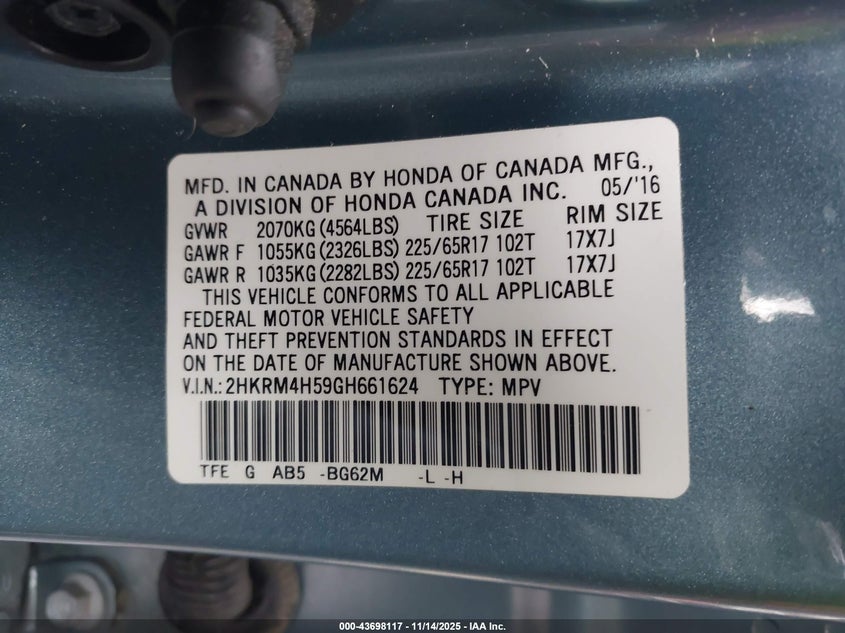 MFD. IN CANADA BY HONDA OF CANADA MFG.,
A DIVISION OF HONDA CANADA INC. 05/'16
GVWR 2070KG(4564LBS) TIRE SIZE RIM SIZE
GAWR F 1055KG(2326LBS) 225/65R17 102T 17X7J
GAWR R 1035KG(2282LBS) 225/65R17 102T 17X7J
THIS VEHICLE CONFORMS TO ALL APPLICABLE
FEDERAL MOTOR VEHICLE SAFETY
AND THEFT PREVENTION STANDARDS IN EFFECT
ON THE DATE OF MANUFACTURE SHOWN ABOVE.
V.I.N.:2HKRM4H59GH661624 TYPE: MPV
TFE G AB5 -BG62M -L -H
000-43698117 - 11/14/2025 - IAA Inc.